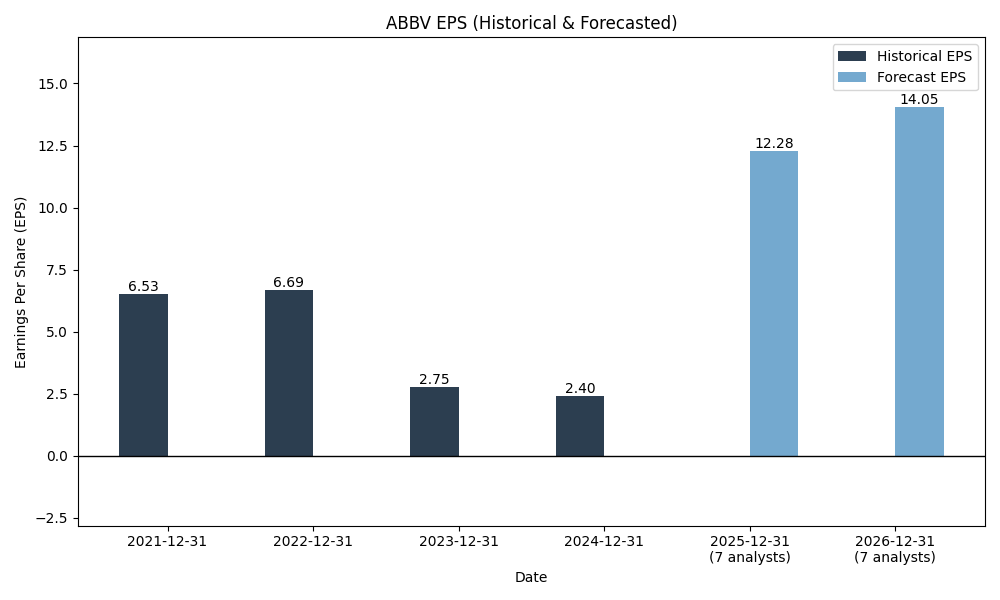 ABBV EPS (Historical & Forecasted)
Historical EPS
Forecast EPS
15.0
12.5
10.0
7.5
5.0
2.5
0.0
−2.5
Earnings Per Share (EPS)
6.53
6.69
2.75
2.40
12.28
14.05
2021-12-31
2022-12-31
2023-12-31
2024-12-31
2025-12-31
(7 analysts)
2026-12-31
(7 analysts)
Date